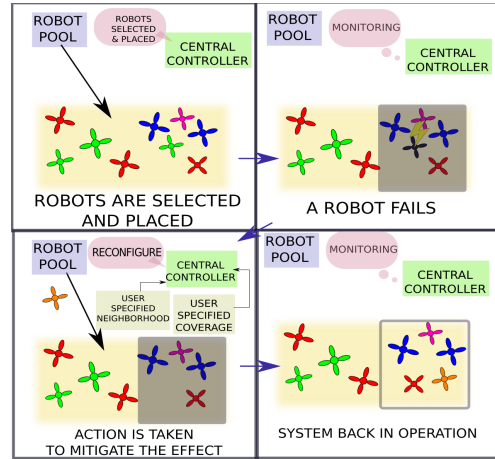 ROBOT
POOL
ROBOTS
SELECTED
& PLACED
CENTRAL
CONTROLLER
ROBOTS ARE SELECTED
AND PLACED
ROBOT
POOL
MONITORING
CENTRAL
CONTROLLER
A ROBOT FAILS
ROBOT
POOL
RECONFIGURE
CENTRAL
CONTROLLER
USER
SPECIFIED
NEIGHBORHOOD
USER
SPECIFIED
COVERAGE
ACTION IS TAKEN
TO MITIGATE THE EFFECT
ROBOT
POOL
MONITORING
CENTRAL
CONTROLLER
SYSTEM BACK IN OPERATION